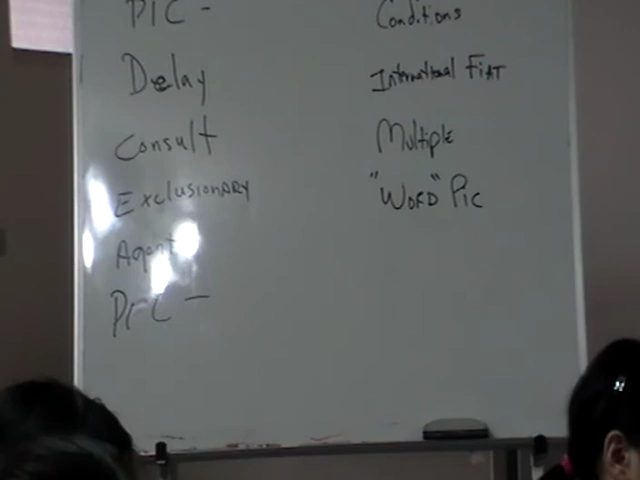 PIC -
Delay
Consult
Exclusionary
Agent
PIC -
Conditions
International FIAT
Multiple
"WORD" PIC